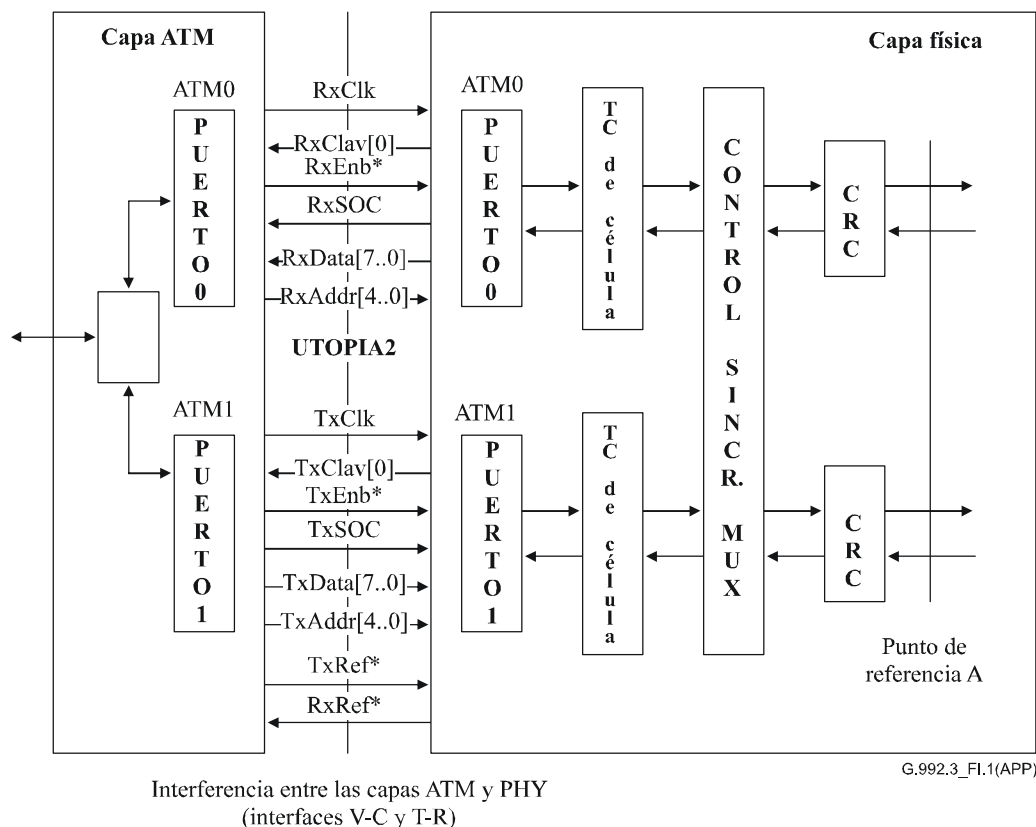 Capa ATM
Capa física
ATM0
RxClk
ATM0
PUERTO0
RxClav[0]
RxEnb*
RxSOC
RxData[7..0]
RxAddr[4..0]
PUERTO0
TC de célula
CONTROL SINCR. MUX
CRC
UTOPIA2
ATM1
TxClk
ATM1
PUERTO1
TxClav[0]
TxEnb*
TxSOC
TxData[7..0]
TxAddr[4..0]
PUERTO1
TC de célula
CRC
TxRef*
RxRef*
Punto de
referencia A
G.992.3_FI.1(APP)
Interferencia entre las capas ATM y PHY
(interfaces V-C y T-R)